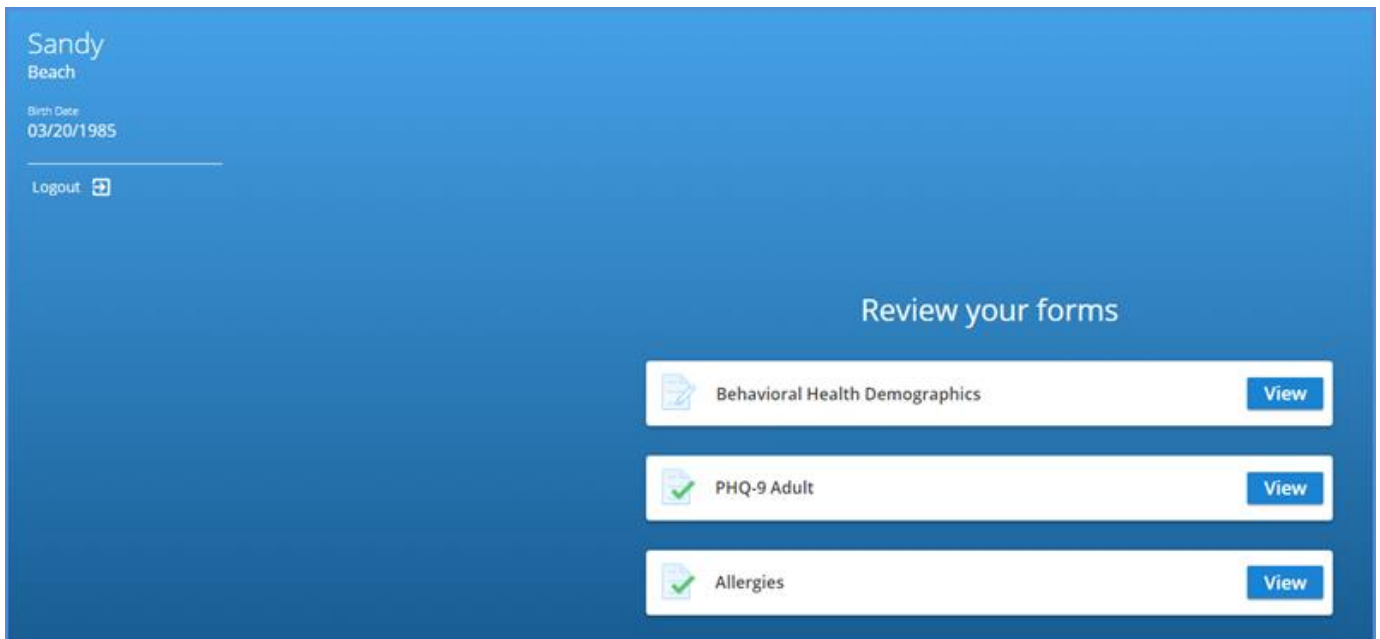 Sandy
Beach
Birth Date
03/20/1985
Logout
Review your forms
Behavioral Health Demographics View
PHQ-9 Adult View
Allergies View